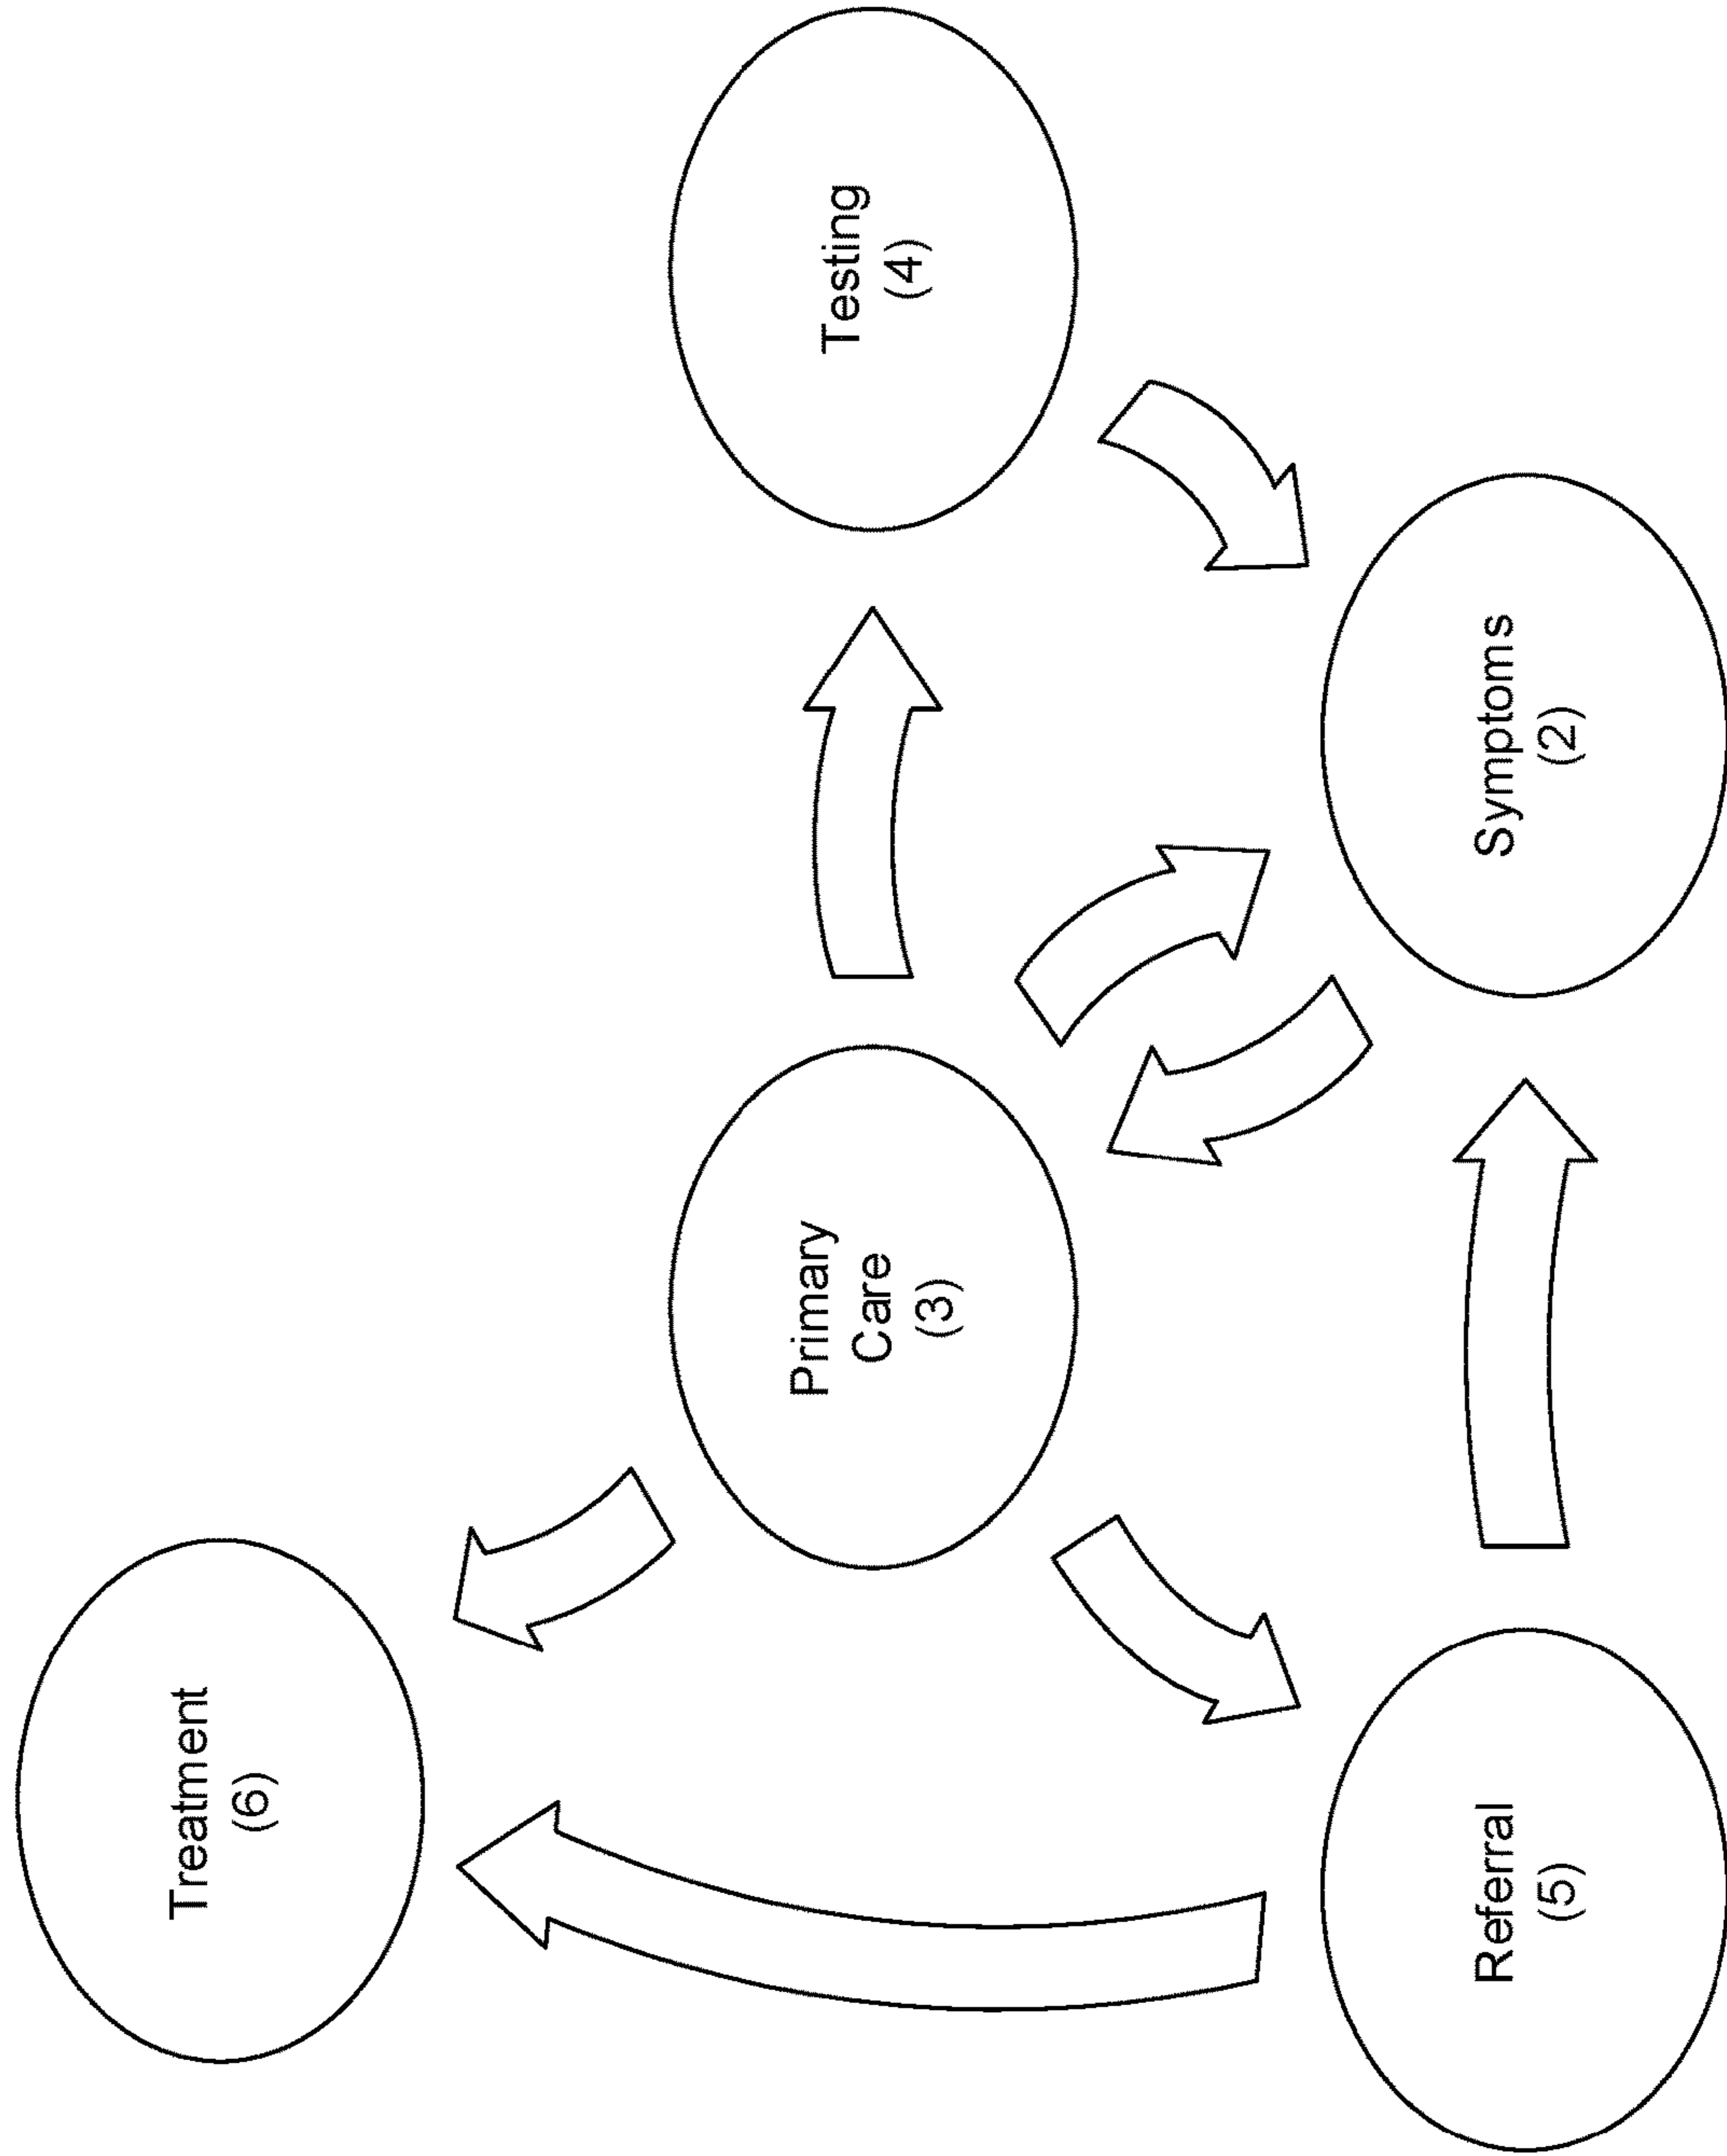 Treatment
(6)
Primary
Care
(3)
Testing
(4)
Referral
(5)
Symptoms
(2)